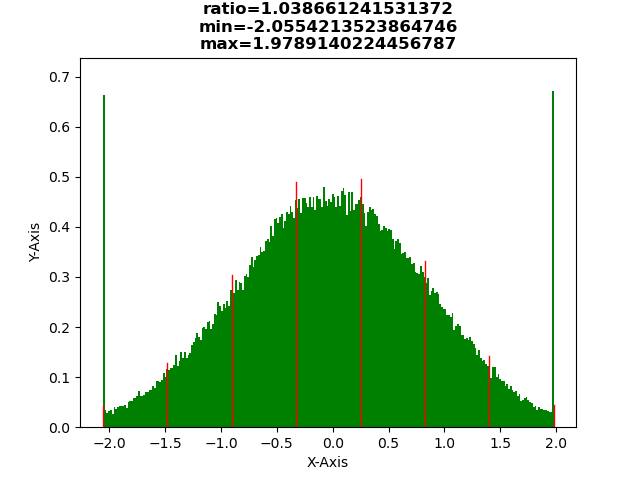 ratio=1.038661241531372
min=-2.0554213523864746
max=1.9789140224456787
0.7
0.6
0.5
0.4
0.3
0.2
0.1
0.0
Y-Axis
−2.0 −1.5 −1.0 −0.5 0.0 0.5 1.0 1.5 2.0
X-Axis